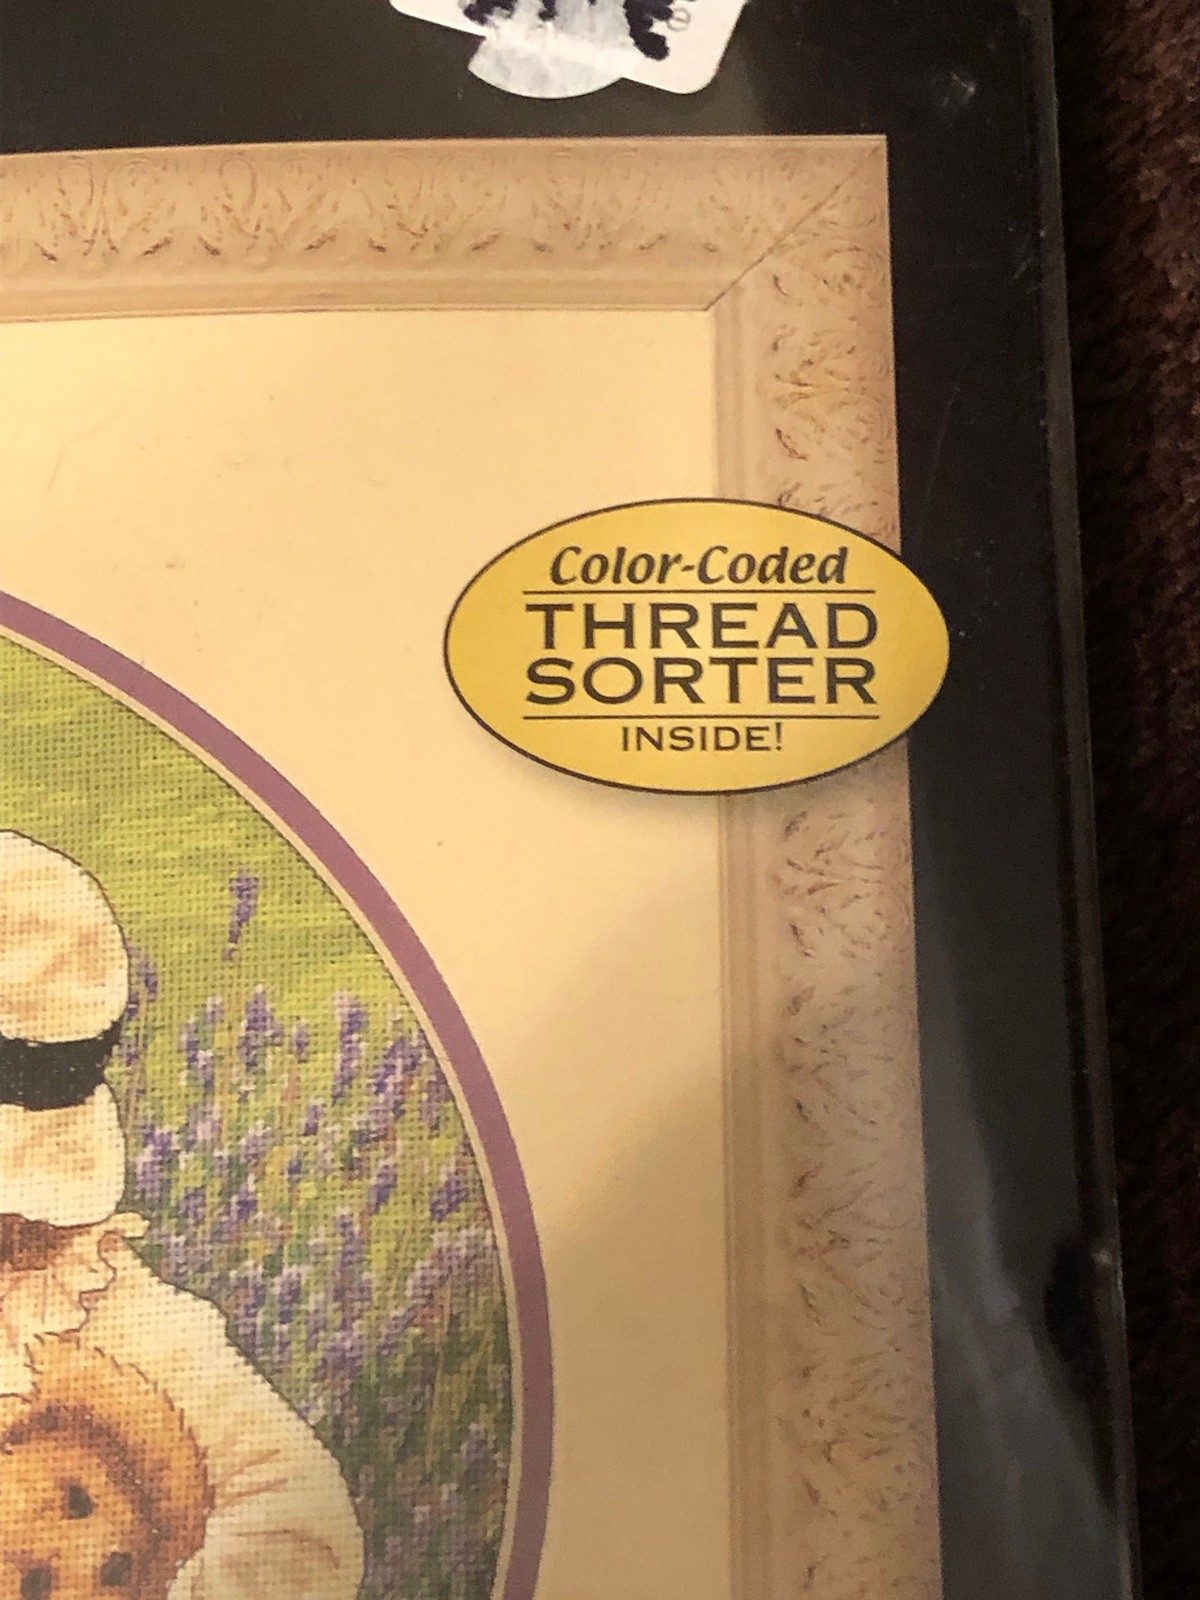 Color-Coded
THREAD
SORTER
INSIDE!